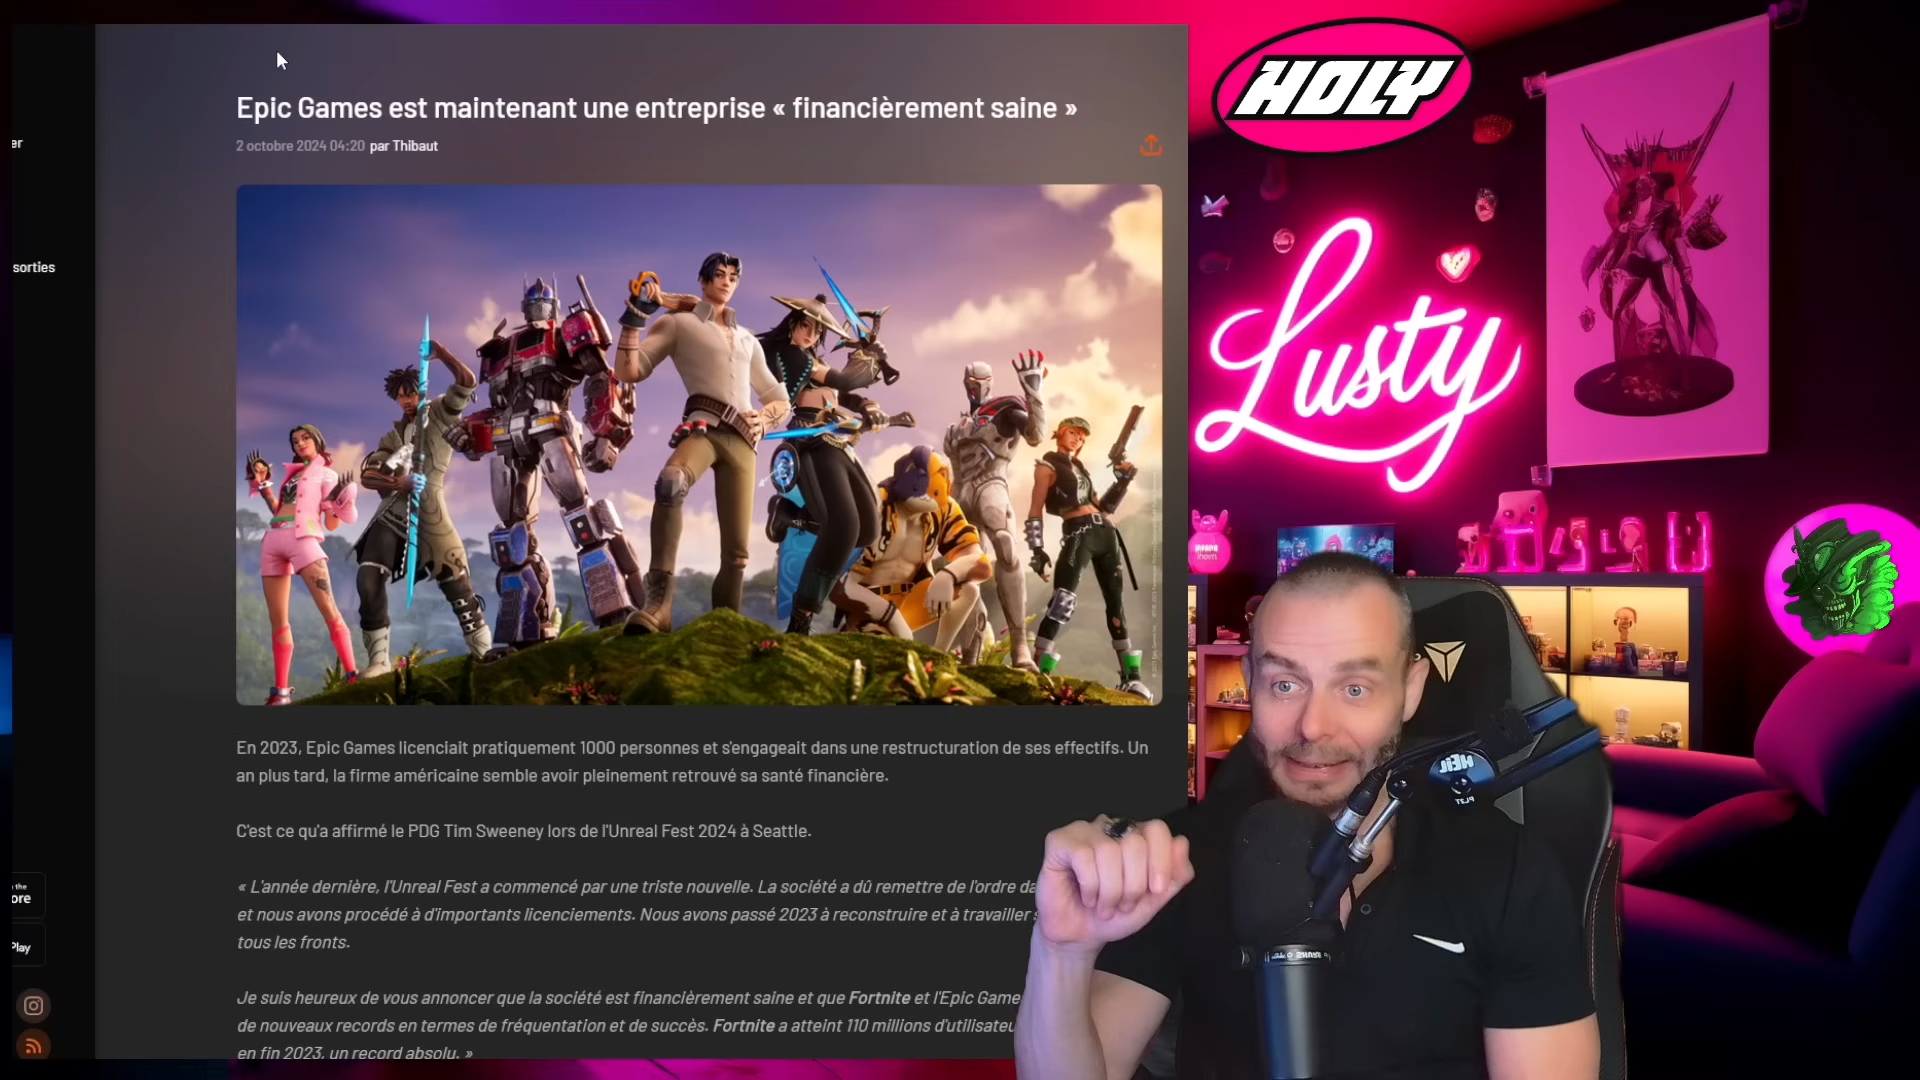 er
sorties
the
ore
Play
Epic Games est maintenant une entreprise « financièrement saine »
2 octobre 2024 04:20 par Thibaut
En 2023, Epic Games licenciait pratiquement 1000 personnes et s'engageait dans une restructuration de ses effectifs. Un
an plus tard, la firme américaine semble avoir pleinement retrouvé sa santé financière.
C'est ce qu'a affirmé le PDG Tim Sweeney lors de l'Unreal Fest 2024 à Seattle.
« L'année dernière, l'Unreal Fest a commencé par une triste nouvelle. La société a dû remettre de l'ordre da
et nous avons procédé à d'importants licenciements. Nous avons passé 2023 à reconstruire et à travailler s
tous les fronts.
Je suis heureux de vous annoncer que la société est financièrement saine et que Fortnite et l'Epic Game
de nouveaux records en termes de fréquentation et de succès. Fortnite a atteint 110 millions d'utilisateu
en fin 2023, un record absolu. »
HOLY
Lusty